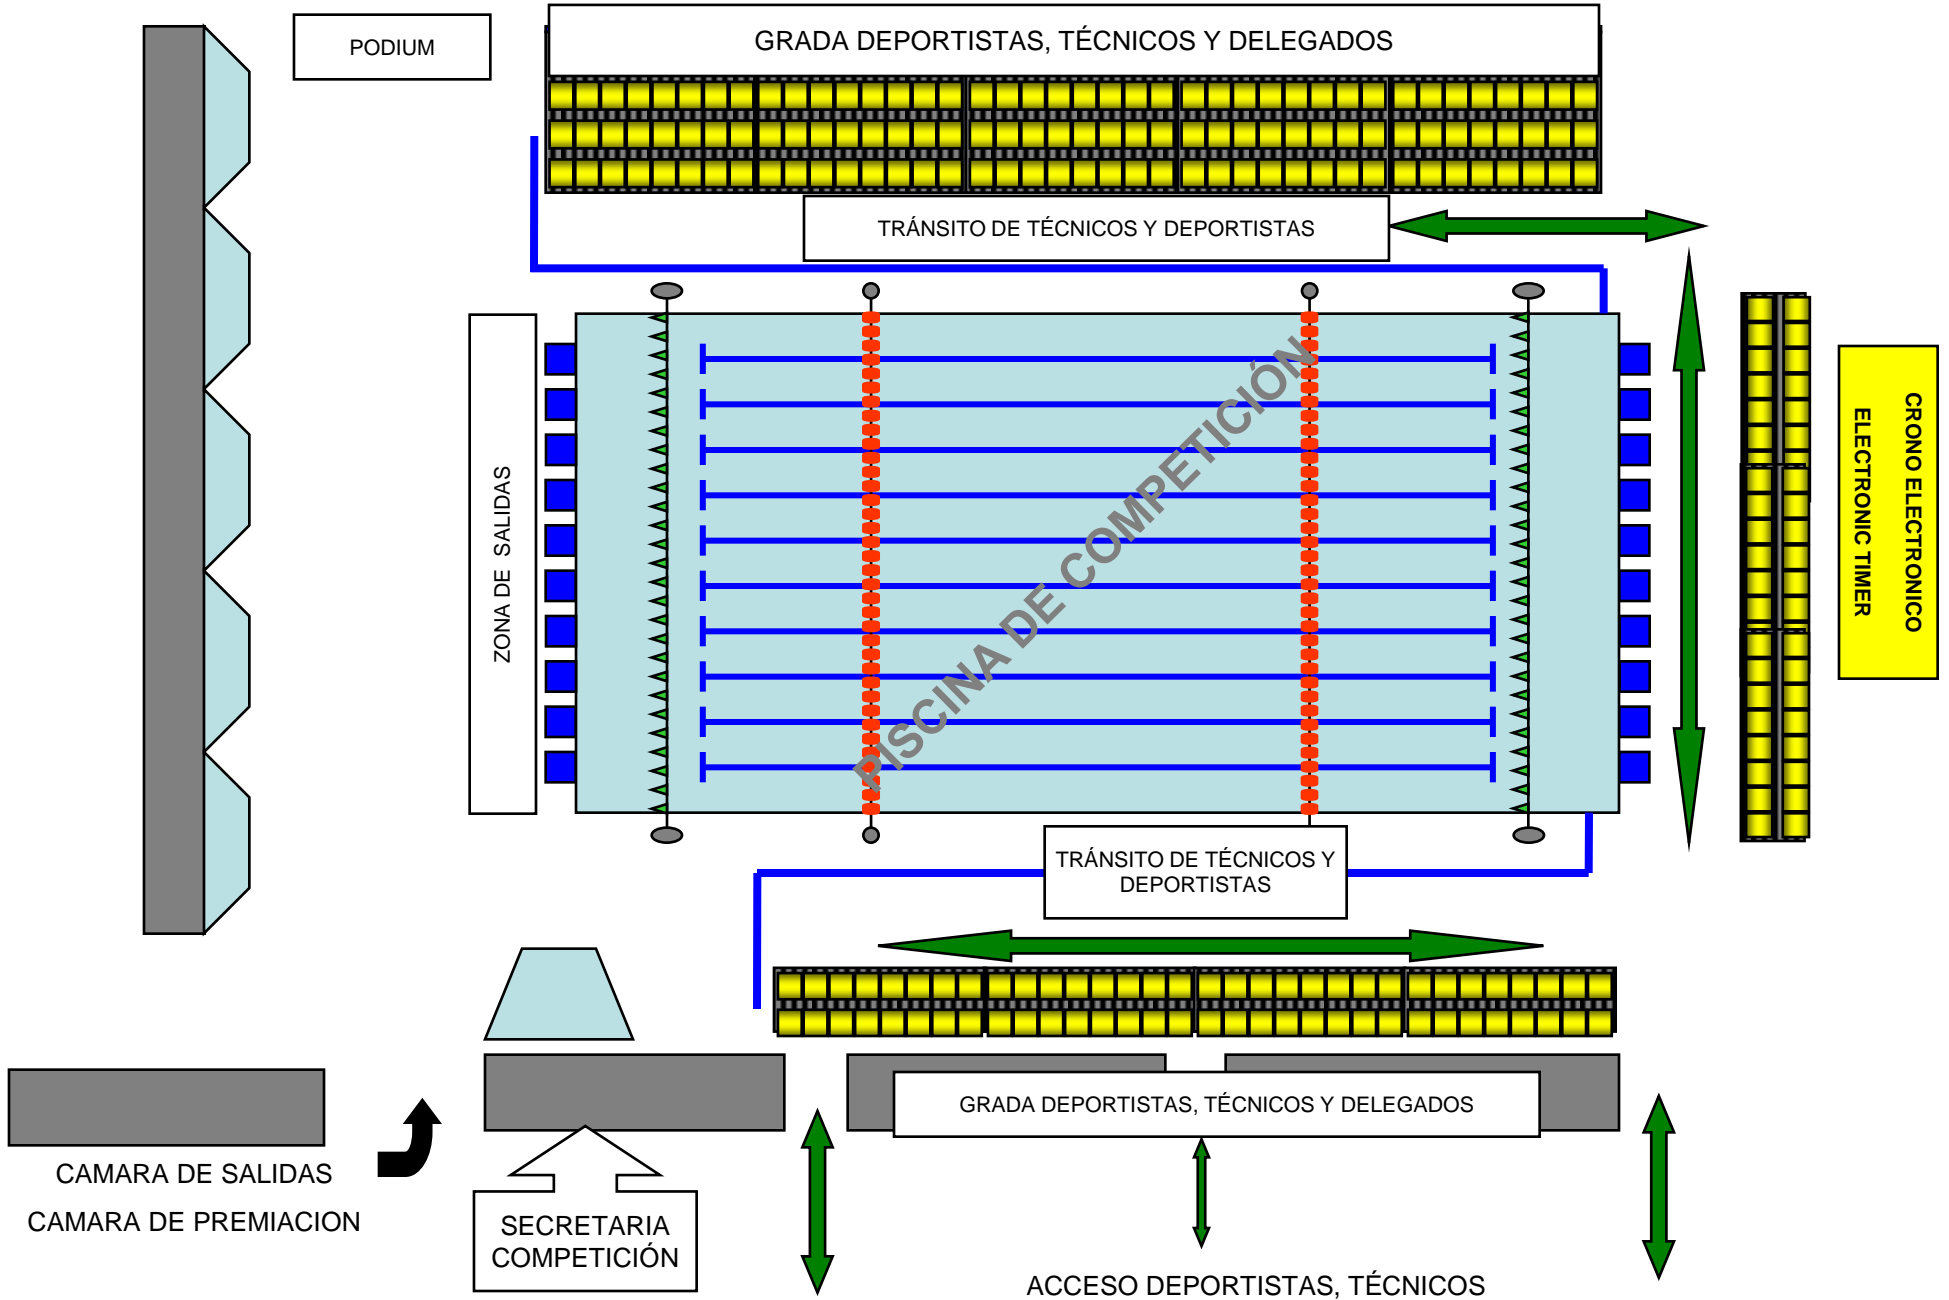 PODIUM
GRADA DEPORTISTAS, TÉCNICOS Y DELEGADOS
TRÁNSITO DE TÉCNICOS Y DEPORTISTAS
ZONA DE SALIDAS
PISCINA DE COMPETICIÓN
CRONO ELECTRONICO
ELECTRONIC TIMER
TRÁNSITO DE TÉCNICOS Y
DEPORTISTAS
GRADA DEPORTISTAS, TÉCNICOS Y DELEGADOS
CAMARA DE SALIDAS
CAMARA DE PREMIACION
SECRETARIA
COMPETICIÓN
ACCESO DEPORTISTAS, TÉCNICOS